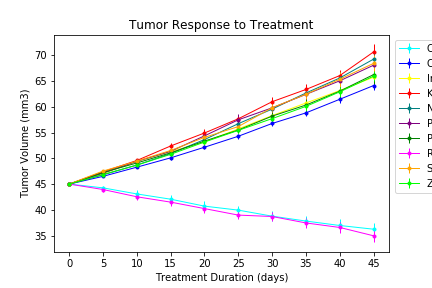 Tumor Response to Treatment
Tumor Volume (mm3)
70
65
60
55
50
45
40
35
0 5 10 15 20 25 30 35 40 45
Treatment Duration (days)
C
C
In
K
N
P
P
R
S
Z